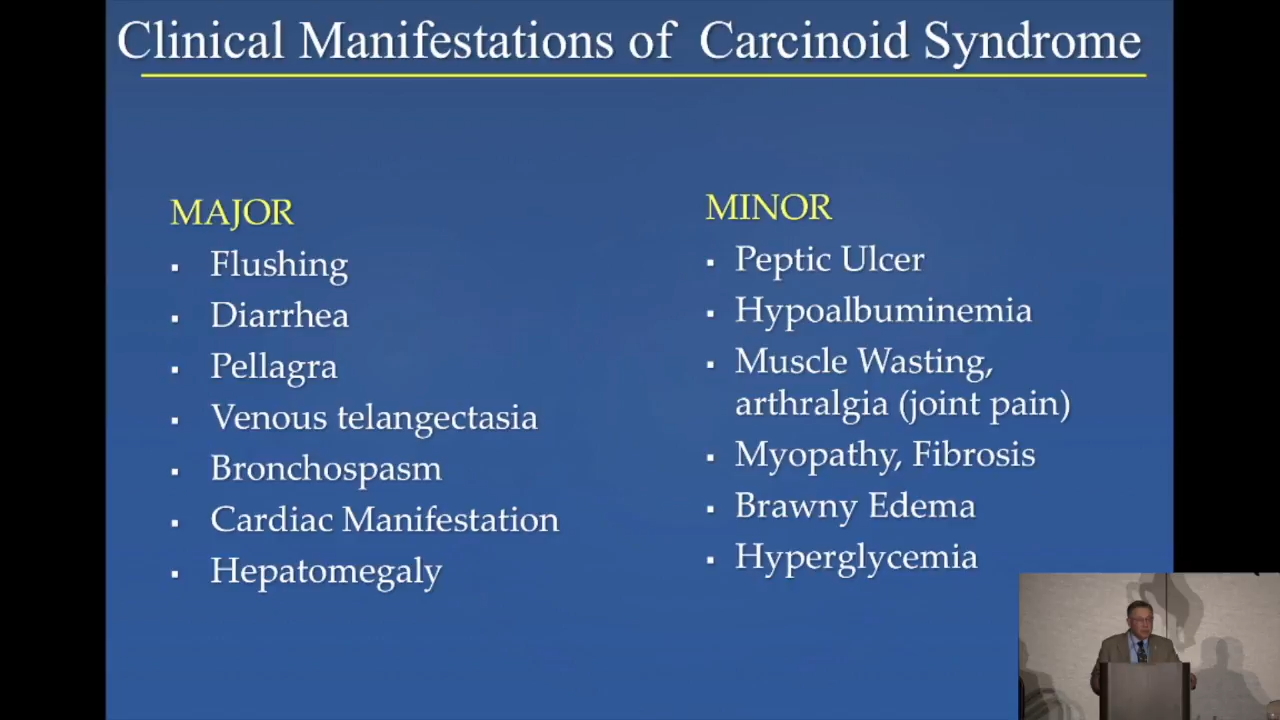 Clinical Manifestations of Carcinoid Syndrome
MAJOR
▪ Flushing
▪ Diarrhea
▪ Pellagra
▪ Venous telangectasia
▪ Bronchospasm
▪ Cardiac Manifestation
▪ Hepatomegaly
MINOR
▪ Peptic Ulcer
▪ Hypoalbuminemia
▪ Muscle Wasting,
arthralgia (joint pain)
▪ Myopathy, Fibrosis
▪ Brawny Edema
▪ Hyperglycemia